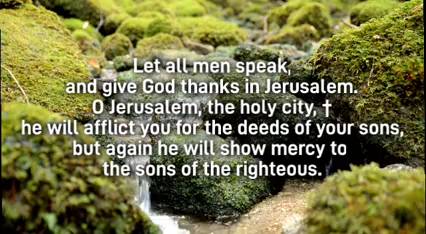 Let all men speak,
and give God thanks in Jerusalem.
O Jerusalem, the holy city, †
he will afflict you for the deeds of your sons,
but again he will show mercy to
the sons of the righteous.